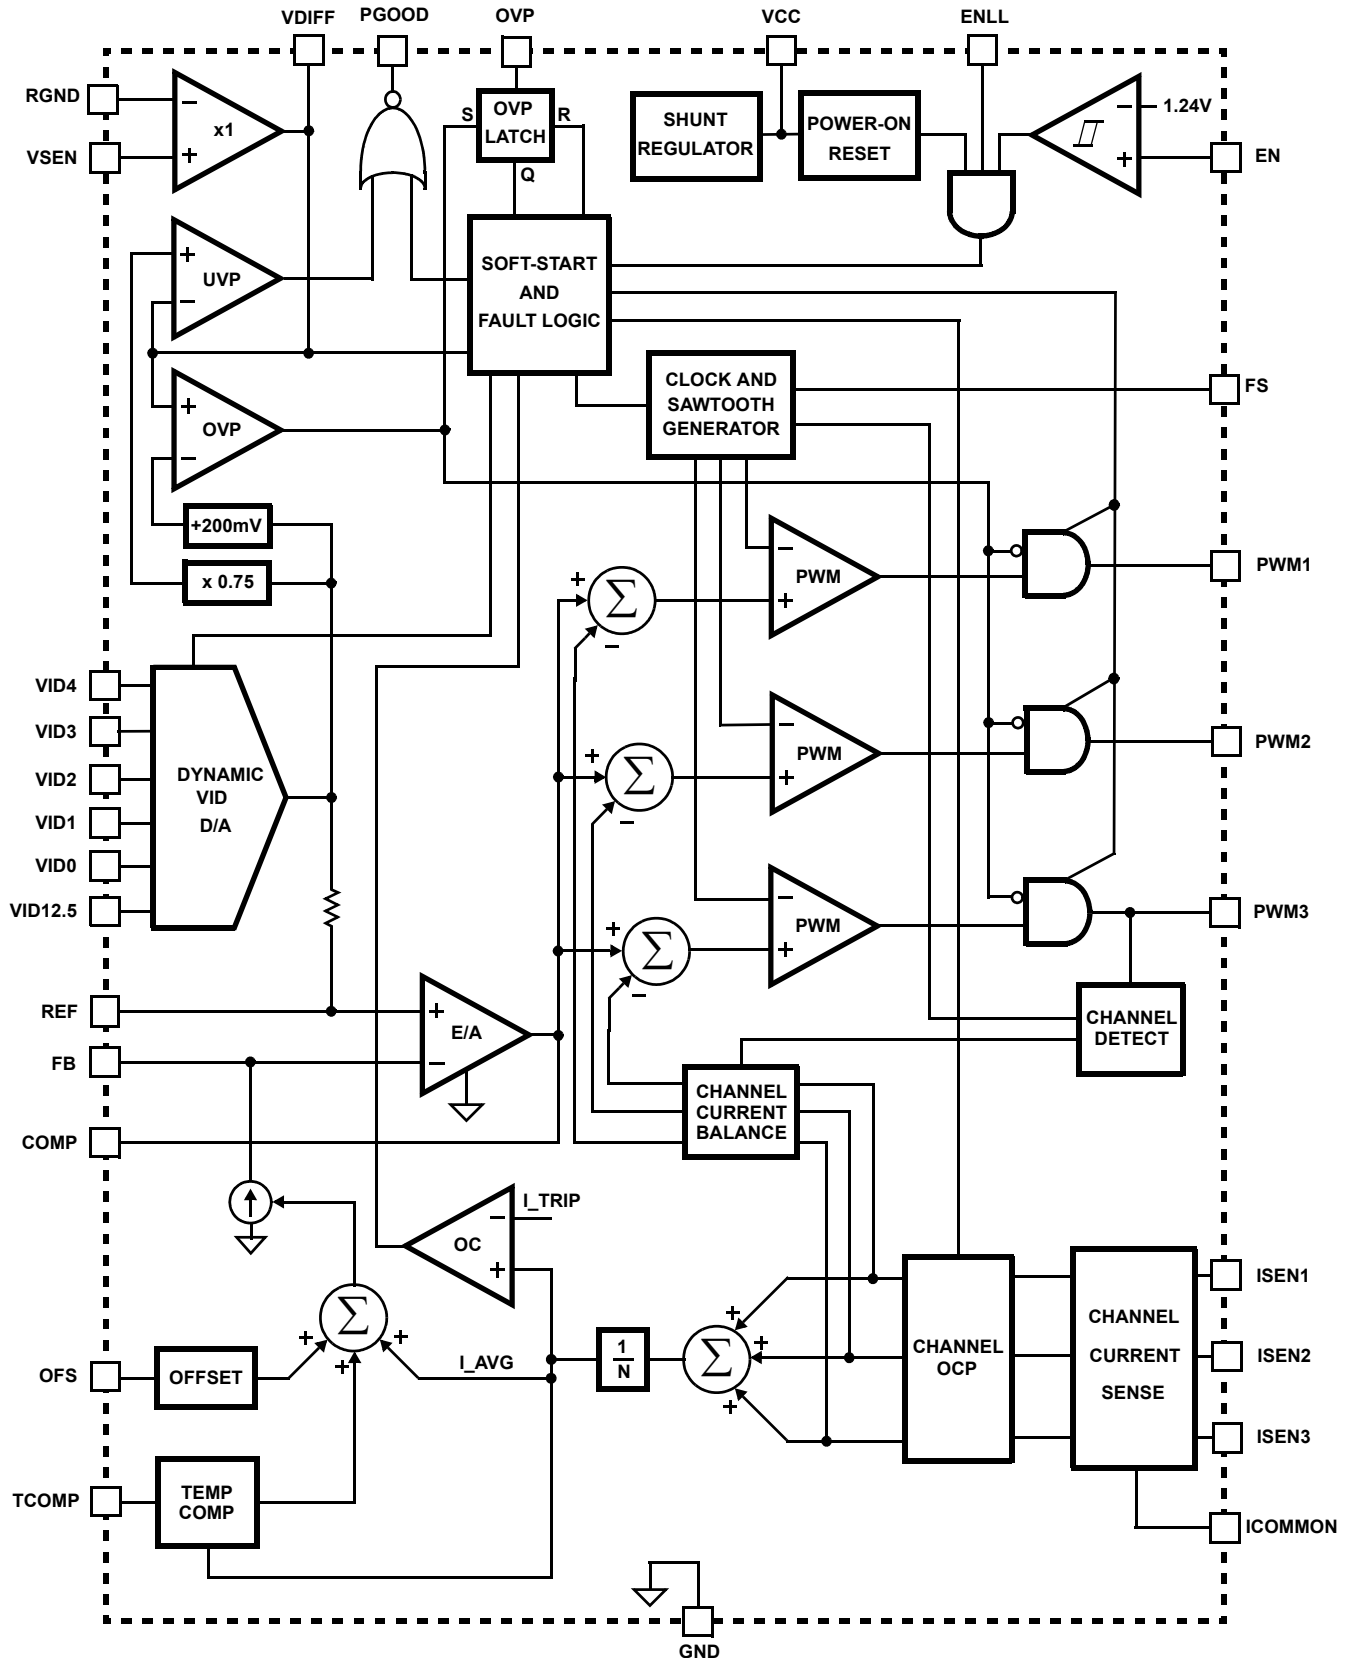 VDIFF
PGOOD
OVP
VCC
ENLL
RGND
−
x1
VSEN
+
S
OVP
LATCH
R
Q
SHUNT
REGULATOR
POWER-ON
RESET
− 1.24V
+
EN
+
UVP
−
SOFT-START
AND
FAULT LOGIC
+
OVP
−
CLOCK AND
SAWTOOTH
GENERATOR
FS
+200mV
x 0.75
+
Σ
−
−
PWM
+
PWM1
VID4
VID3
VID2
VID1
VID0
VID12.5
DYNAMIC
VID
D/A
+
Σ
−
−
PWM
+
PWM2
+
Σ
−
−
PWM
+
PWM3
REF
+
E/A
−
FB
COMP
CHANNEL
DETECT
CHANNEL
CURRENT
BALANCE
I_TRIP
−
OC
+
Σ
+
+
+
I_AVG
OFS
OFFSET
1
N
+
Σ
+
+
CHANNEL
OCP
CHANNEL
CURRENT
SENSE
ISEN1
ISEN2
ISEN3
TCOMP
TEMP
COMP
ICOMMON
GND